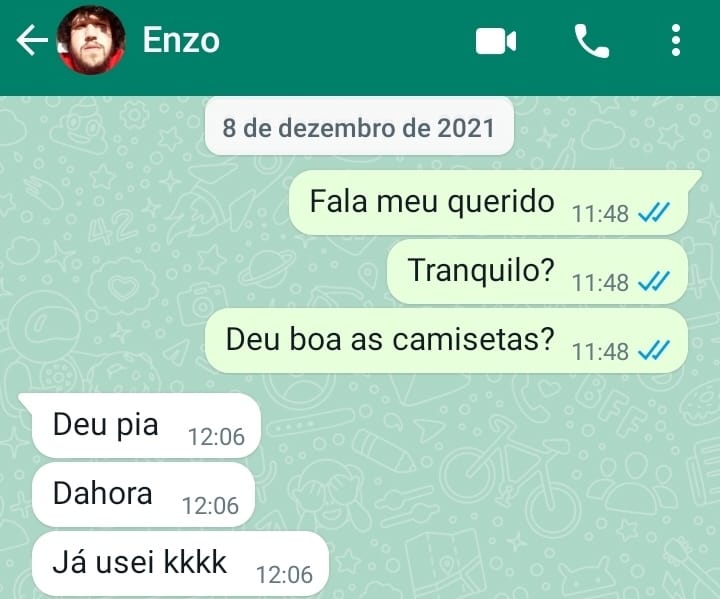 Enzo
8 de dezembro de 2021
Fala meu querido 11:48
Tranquilo? 11:48
Deu boa as camisetas? 11:48
Deu pia 12:06
Dahora 12:06
Já usei kkkk 12:06